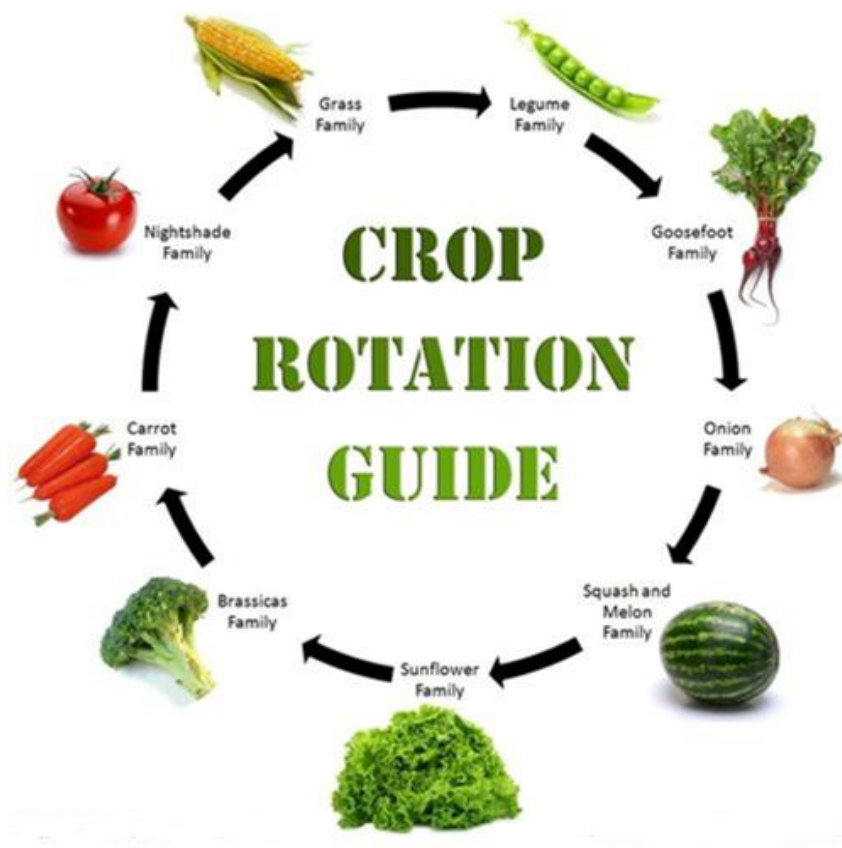 Grass
Family
Legume
Family
Goosefoot
Family
Onion
Family
Squash and
Melon
Family
Sunflower
Family
Brassicas
Family
Carrot
Family
Nightshade
Family
CROP
ROTATION
GUIDE